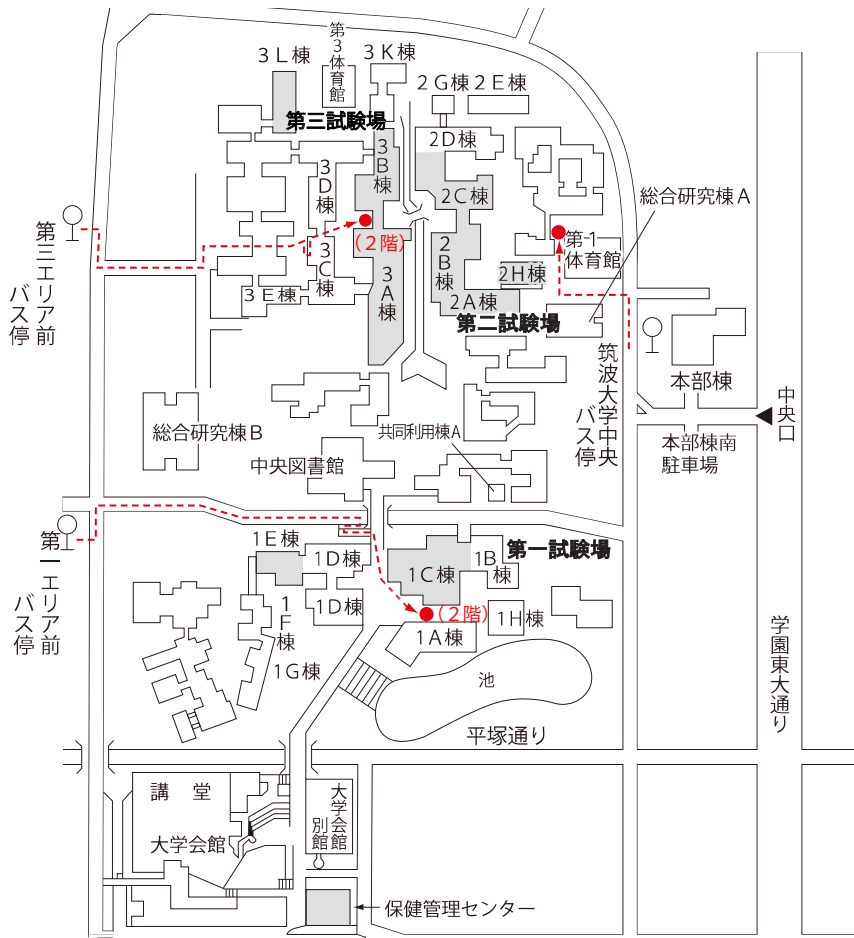 第3体育館
3L棟
3K棟
2G棟
2E棟
第三試験場
3B棟
2D棟
3D棟
2C棟
総合研究棟A
第三エリア前
バス停
(2階)
3C棟
2B棟
第1
体育館
2H棟
3A棟
3E棟
2A棟
第二試験場
筑波大学中央
バス停
本部棟
中央口
総合研究棟B
共同利用棟A
本部棟南
駐車場
中央図書館
第一エリア前
バス停
1E棟
1D棟
1C棟
1B棟
第一試験場
1D棟
1F棟
(2階)
1H棟
1A棟
1G棟
池
学園東大通り
平塚通り
講堂
大学会館
大学会館
別館
保健管理センター